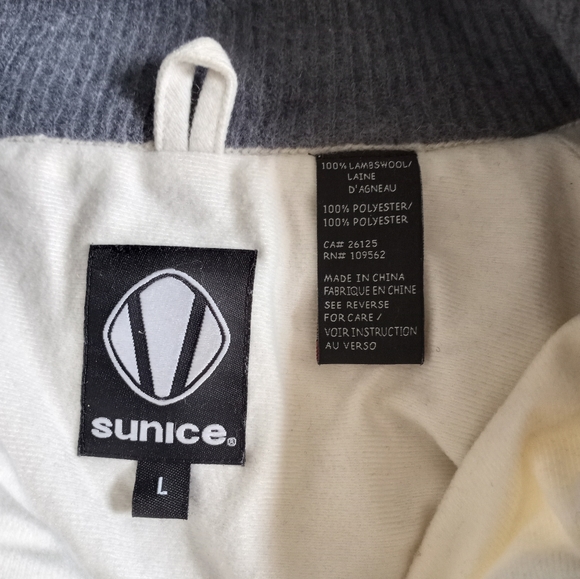 100% LAMBSWOOL/
LAINE
D'AGNEAU
100% POLYESTER/
100% POLYESTER
CA# 26125
RN# 109562
MADE IN CHINA
FABRIQUE EN CHINE
SEE REVERSE
FOR CARE/
VOIR INSTRUCTION
AU VERSO
sunice®
L